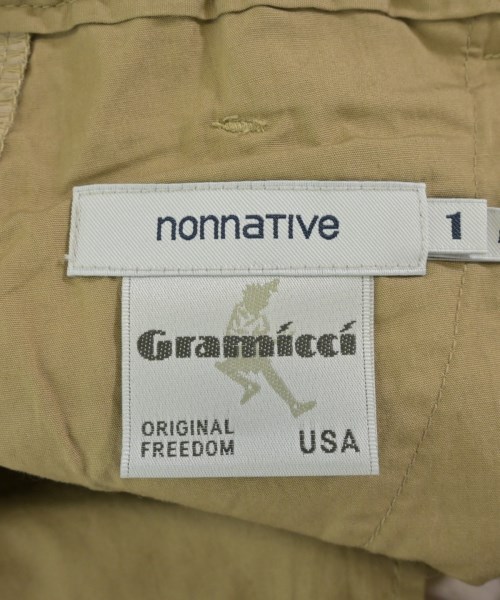 nonnaTIve
1
Gramicci
ORIGINAL
FREEDOM
USA